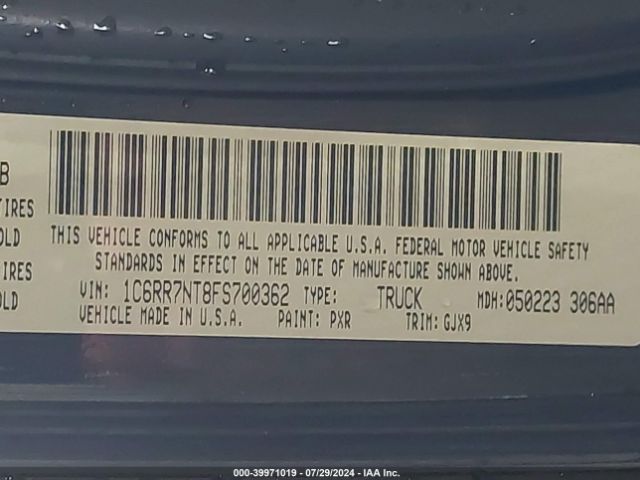 B
TIRES
OLD
TIRES
OLD
THIS VEHICLE CONFORMS TO ALL APPLICABLE U.S.A. FEDERAL MOTOR VEHICLE SAFETY
STANDARDS IN EFFECT ON THE DATE OF MANUFACTURE SHOWN ABOVE.
VIN: 1C6RR7NT8FS700362 TYPE: TRUCK MDH:050223 306AA
VEHICLE MADE IN U.S.A. PAINT: PXR TRIM:GJX9
000-39971019 / 07/29/2024 - IAA Inc.